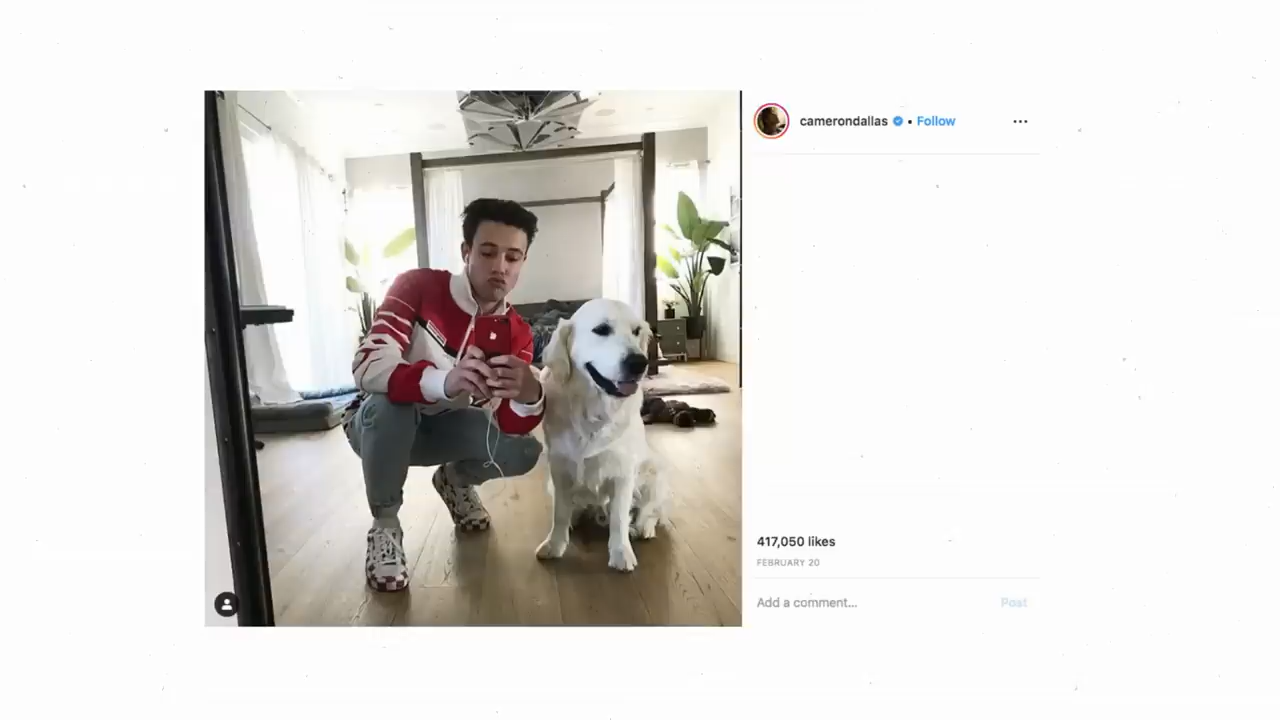 camerondallas • Follow
417,050 likes
FEBRUARY 20
Add a comment...
Post